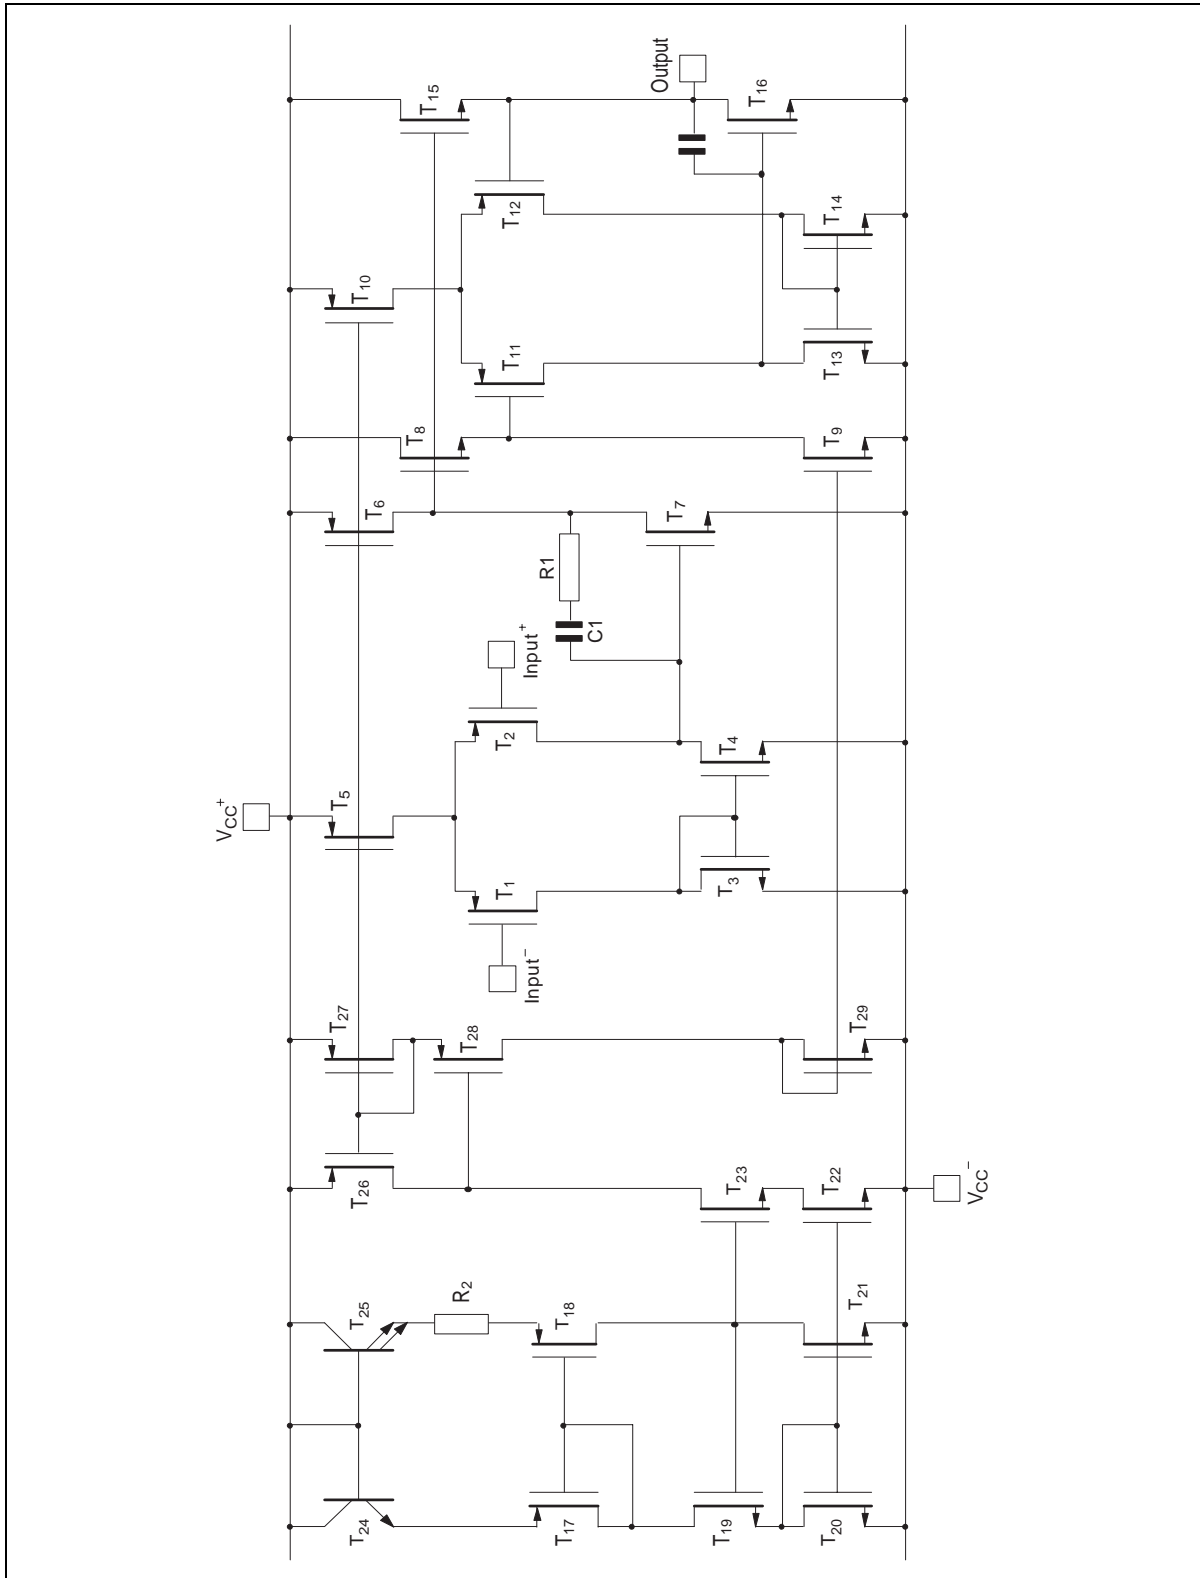 Output
T15
T16
T12
T14
T10
T11
T13
T8
T9
T6
T7
R1
C1
Input+
T2
T4
VCC+
T5
T1
T3
Input-
T27
T28
T29
T26
T23
T22
VCC-
T25
R2
T18
T21
T24
T17
T19
T20